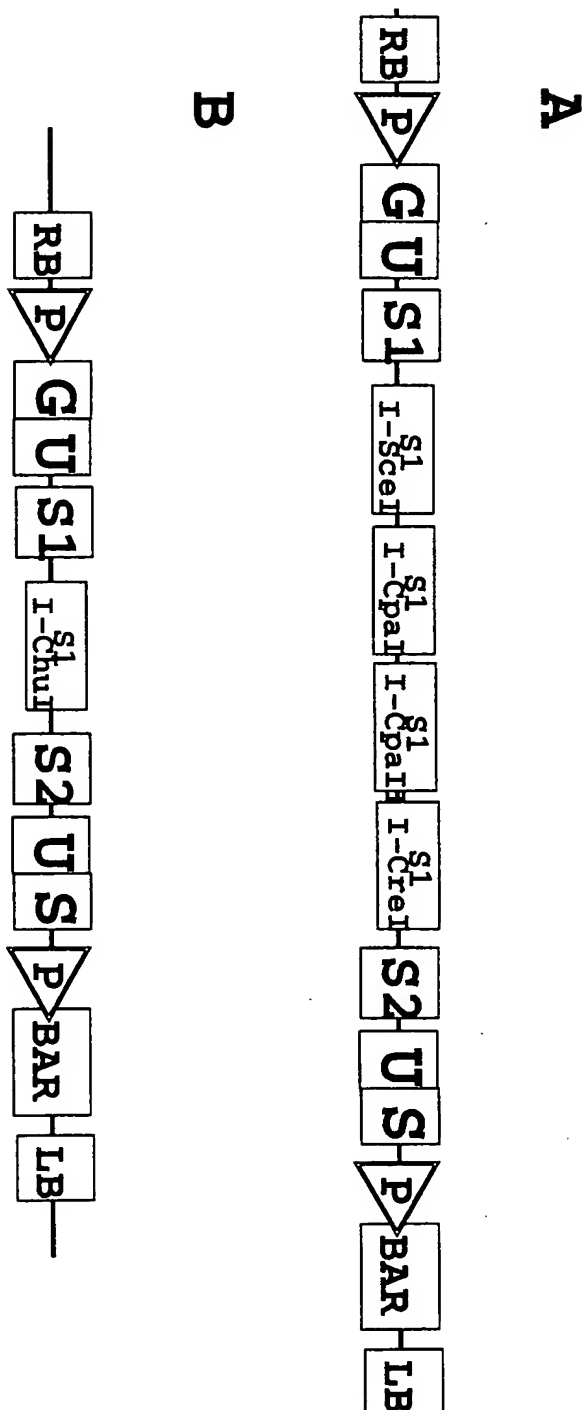 A
RB
P
G
U
S1
S1
I-SceI
S1
I-CpaI
S1
I-CpaII
S1
I-CreI
S2
U
S
P
BAR
LB
B
RB
P
G
U
S1
S1
I-ChuI
S2
U
S
P
BAR
LB